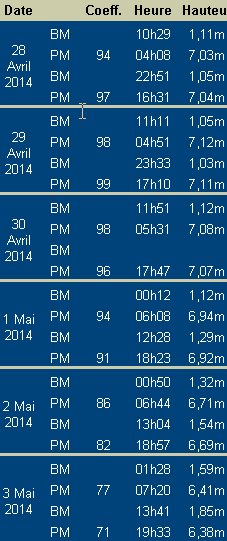 Date Coeff. Heure Hauteu
28 Avril 2014
BM 10h29 1,11m
PM 94 04h08 7,03m
BM 22h51 1,05m
PM 97 16h31 7,04m
29 Avril 2014
BM 11h11 1,05m
PM 98 04h51 7,12m
BM 23h33 1,03m
PM 99 17h10 7,11m
30 Avril 2014
BM 11h51 1,12m
PM 98 05h31 7,08m
BM
PM 96 17h47 7,07m
1 Mai 2014
BM 00h12 1,12m
PM 94 06h08 6,94m
BM 12h28 1,29m
PM 91 18h23 6,92m
2 Mai 2014
BM 00h50 1,32m
PM 86 06h44 6,71m
BM 13h04 1,54m
PM 82 18h57 6,69m
3 Mai 2014
BM 01h28 1,59m
PM 77 07h20 6,41m
BM 13h41 1,85m
PM 71 19h33 6,38m